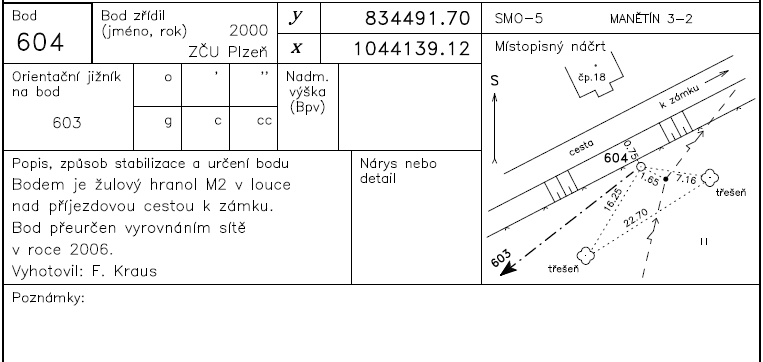 Bod
604
Bod zřídil
(jméno, rok) 2000
ZČU Plzeň
y 834491.70
x 1044139.12
SMO-5 MANĚTÍN 3-2
Orientační jižník
na bod
603
o ' "
g c cc
Nadm.
výška
(Bpv)
Místopisný náčrt
čp.18
S
k zámku
cesta
604
0.75
1.65
7.16
třešeň
16.25
22.70
603
třešeň
Popis, způsob stabilizace a určení bodu
Bodem je žulový hranol M2 v louce
nad příjezdovou cestou k zámku.
Bod přeurčen vyrovnáním sítě
v roce 2006.
Vyhotovil: F. Kraus
Nárys nebo
detail
Poznámky: